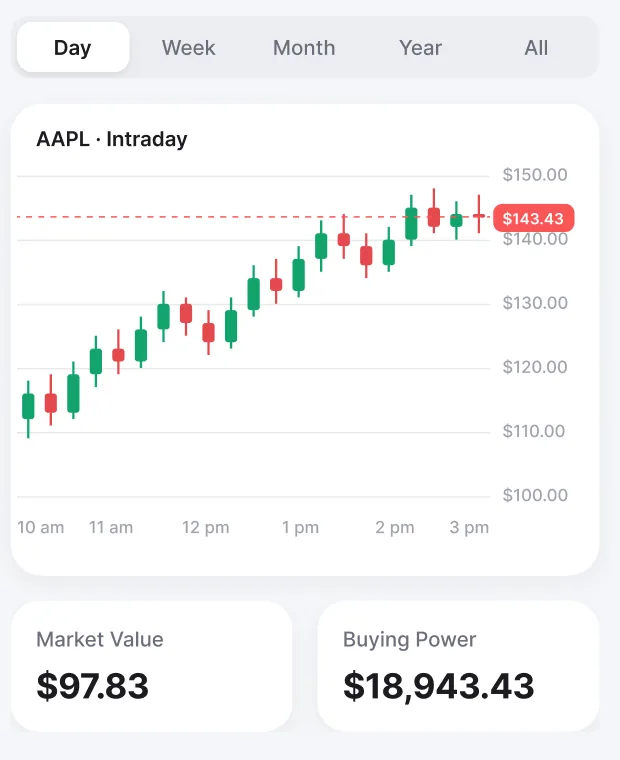 Day Week Month Year All
AAPL · Intraday
$150.00
$143.43
$140.00
$130.00
$120.00
$110.00
$100.00
10 am 11 am 12 pm 1 pm 2 pm 3 pm
Market Value
$97.83
Buying Power
$18,943.43